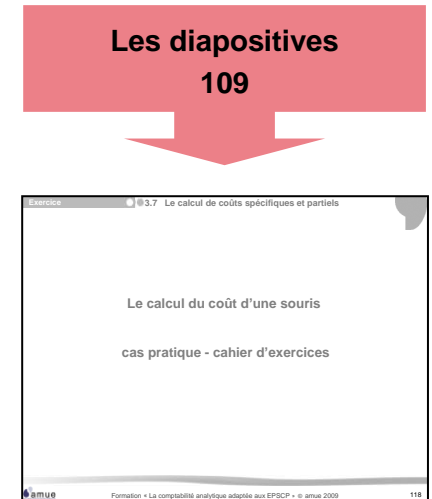 Les diapositives
109
Exercice 3.7 Le calcul de coûts spécifiques et partiels
Le calcul du coût d'une souris
cas pratique - cahier d'exercices
amue Formation • La comptabilité analytique adaptée aux EPSCP • © amue 2009 118